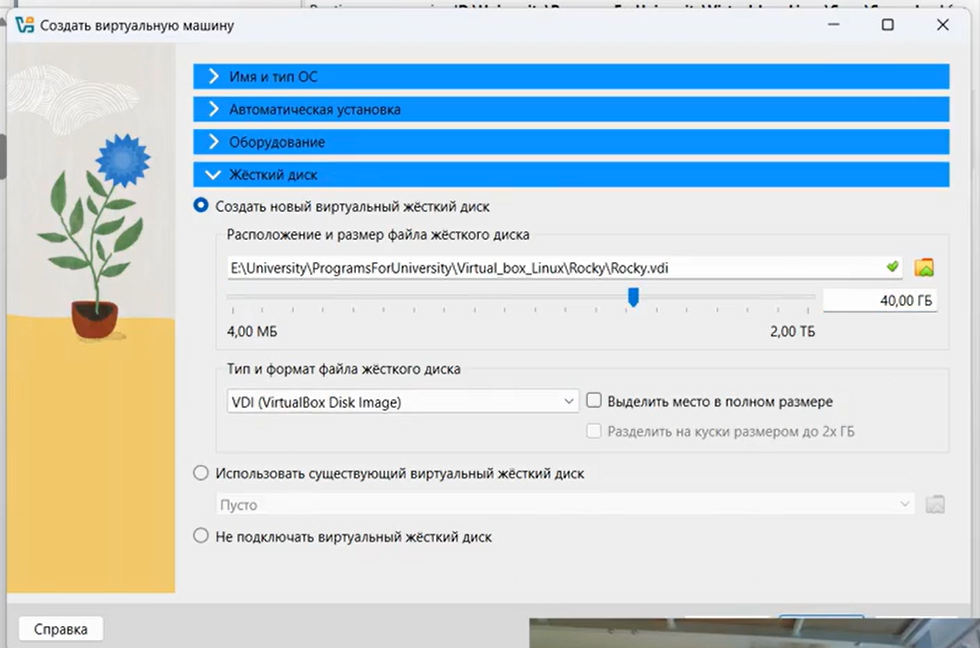 Создать виртуальную машину
Имя и тип ОС
Автоматическая установка
Оборудование
Жёсткий диск
Создать новый виртуальный жёсткий диск
Расположение и размер файла жёсткого диска
E:\University\ProgramsForUniversity\Virtual_box_Linux\Rocky\Rocky.vdi
40,00 ГБ
4,00 МБ 2,00 ТБ
Тип и формат файла жёсткого диска
VDI (VirtualBox Disk Image) Выделить место в полном размере
Разделить на куски размером до 2х ГБ
Использовать существующий виртуальный жёсткий диск
Пусто
Не подключать виртуальный жёсткий диск
Справка